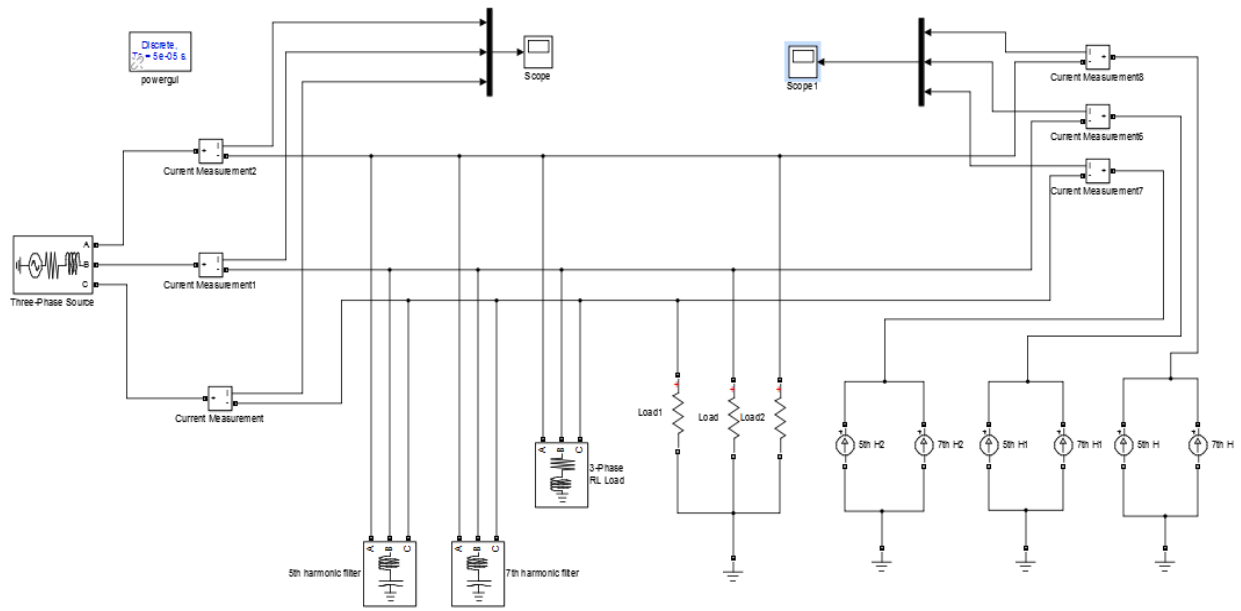 Discrete,
Ts = 5e-05 s.
powergui
Scope
Scope1
+
i
-
Current Measurement8
+
i
-
Current Measurement6
+
i
-
Current Measurement7
+
i
-
Current Measurement2
A
B
C
Three-Phase Source
+
i
-
Current Measurement1
+
i
-
Current Measurement
A
B
C
3-Phase
RL Load
+
Load1
+
Load
+
Load2
+
5th H2
+
7th H2
+
5th H1
+
7th H1
+
5th H
+
7th H
A
B
C
5th harmonic filter
A
B
C
7th harmonic filter